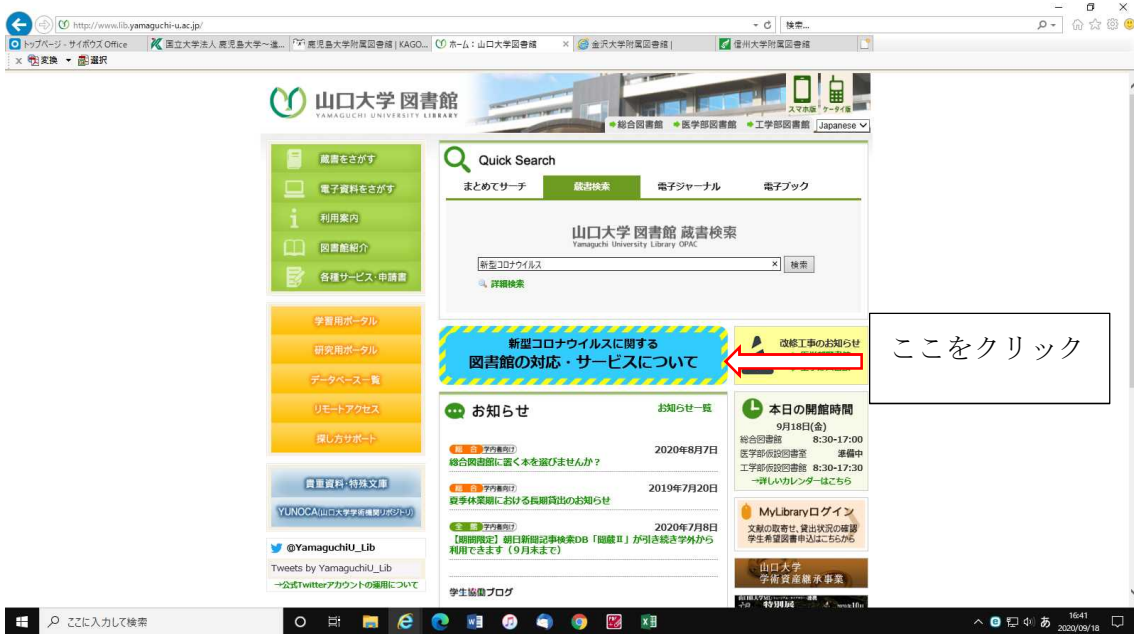 http://www.lib.yamaguchi-u.ac.jp/
検索...
トップページ - サイボウズ Office
国立大学法人 鹿児島大学~進...
鹿児島大学附属図書館 | KAGO...
ホーム:山口大学図書館
金沢大学附属図書館 |
信州大学附属図書館
変換
選択
山口大学 図書館
YAMAGUCHI UNIVERSITY LIBRARY
スマホ版
ケータイ版
総合図書館
医学部図書館
工学部図書館
Japanese
蔵書をさがす
電子資料をさがす
利用案内
図書館紹介
各種サービス・申請書
Quick Search
まとめてサーチ
蔵書検索
電子ジャーナル
電子ブック
山口大学 図書館 蔵書検索
Yamaguchi University Library OPAC
新型コロナウイルス
検索
詳細検索
学習用ポータル
研究用ポータル
データベース一覧
リモートアクセス
探し方サポート
新型コロナウイルスに関する
図書館の対応・サービスについて
改修工事のお知らせ
ここをクリック
お知らせ
お知らせ一覧
総 合 学内者向け 2020年8月7日
総合図書館に置く本を選びませんか?
総 合 学内者向け 2019年7月20日
夏季休業期における長期貸出のお知らせ
全 館 学内者向け 2020年7月8日
【期間限定】朝日新聞記事検索DB「聞蔵Ⅱ」が引き続き学外から
利用できます(9月末まで)
学生協働ブログ
本日の開館時間
9月18日(金)
総合図書館 8:30-17:00
医学部仮設図書室 準備中
工学部仮設図書館 8:30-17:30
→詳しいカレンダーはこちら
MyLibraryログイン
文献の取寄せ、貸出状況の確認
学生希望図書申込はこちらから
山口大学
学術資産継承事業
特別展
貴重資料・特殊文庫
YUNOCA(山口大学学術機関リポジトリ)
@YamaguchiU_Lib
Tweets by YamaguchiU_Lib
→公式Twitterアカウントの運用について
ここに入力して検索
あ
16:41
2020/09/18